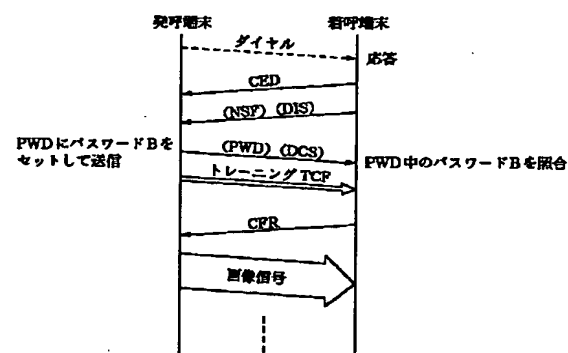 発呼端末
着呼端末
ダイヤル
応答
CED
(NSF) (DIS)
PWDにパスワードBを
セットして送信
(PWD) (DCS)
PWD中のパスワードBを照合
トレーニングTCF
CFR
画像信号